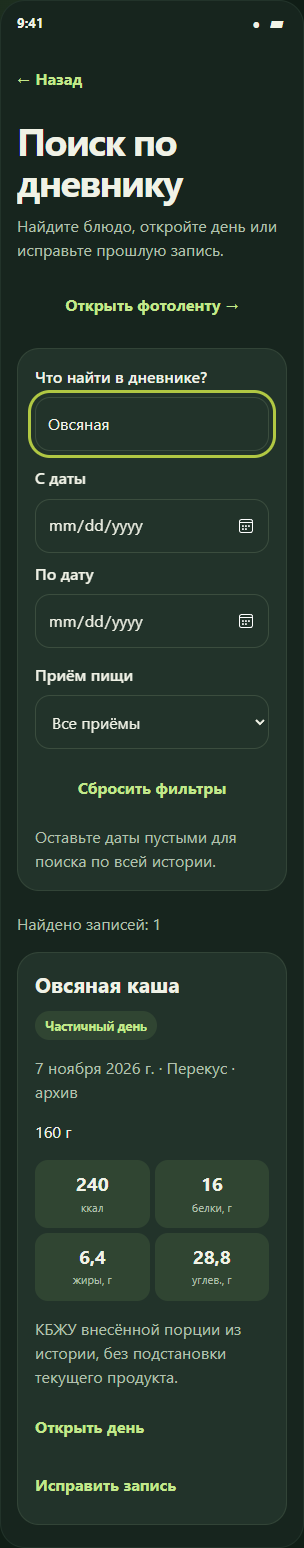 9:41
← Назад
Поиск по
дневнику
Найдите блюдо, откройте день или
исправьте прошлую запись.
Открыть фотоленту →
Что найти в дневнике?
Овсяная
С даты
mm/dd/yyyy
По дату
mm/dd/yyyy
Приём пищи
Все приёмы
Сбросить фильтры
Оставьте даты пустыми для
поиска по всей истории.
Найдено записей: 1
Овсяная каша
Частичный день
7 ноября 2026 г. · Перекус ·
архив
160 г
240 16
ккал белки, г
6,4 28,8
жиры, г углев., г
КБЖУ внесённой порции из
истории, без подстановки
текущего продукта.
Открыть день
Исправить запись